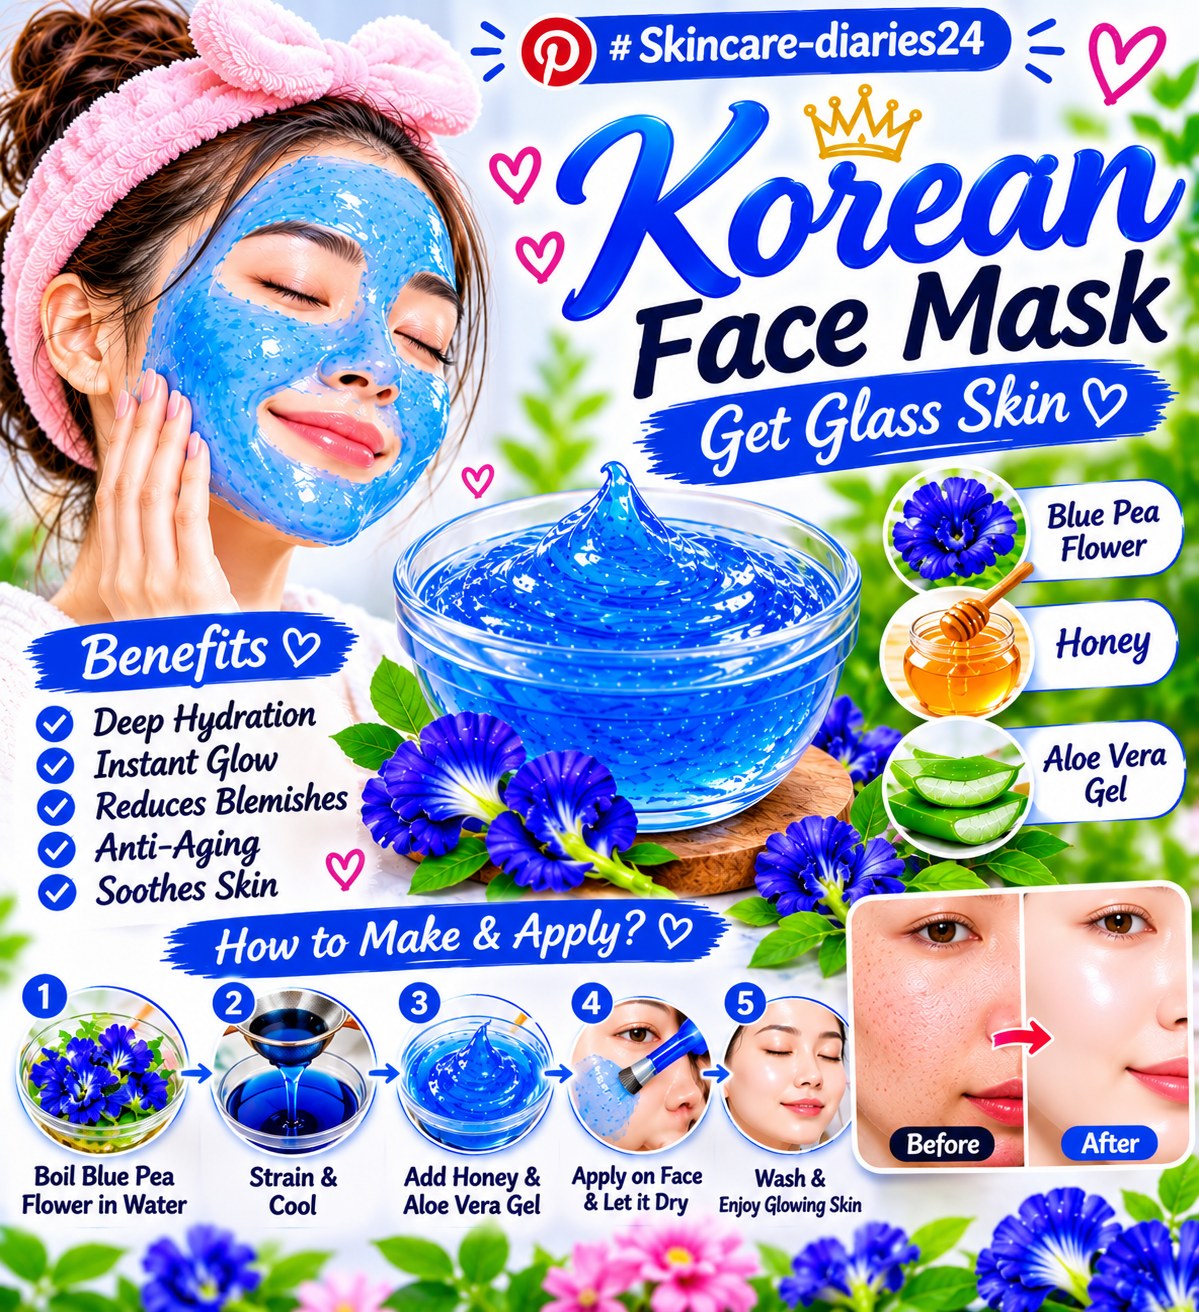 # Skincare-diaries24
Korean
Face Mask
Get Glass Skin
Blue Pea
Flower
Honey
Aloe Vera
Gel
Benefits
Deep Hydration
Instant Glow
Reduces Blemishes
Anti-Aging
Soothes Skin
How to Make & Apply?
1
Boil Blue Pea
Flower in Water
2
Strain &
Cool
3
Add Honey &
Aloe Vera Gel
4
Apply on Face
& Let it Dry
5
Wash &
Enjoy Glowing Skin
Before
After